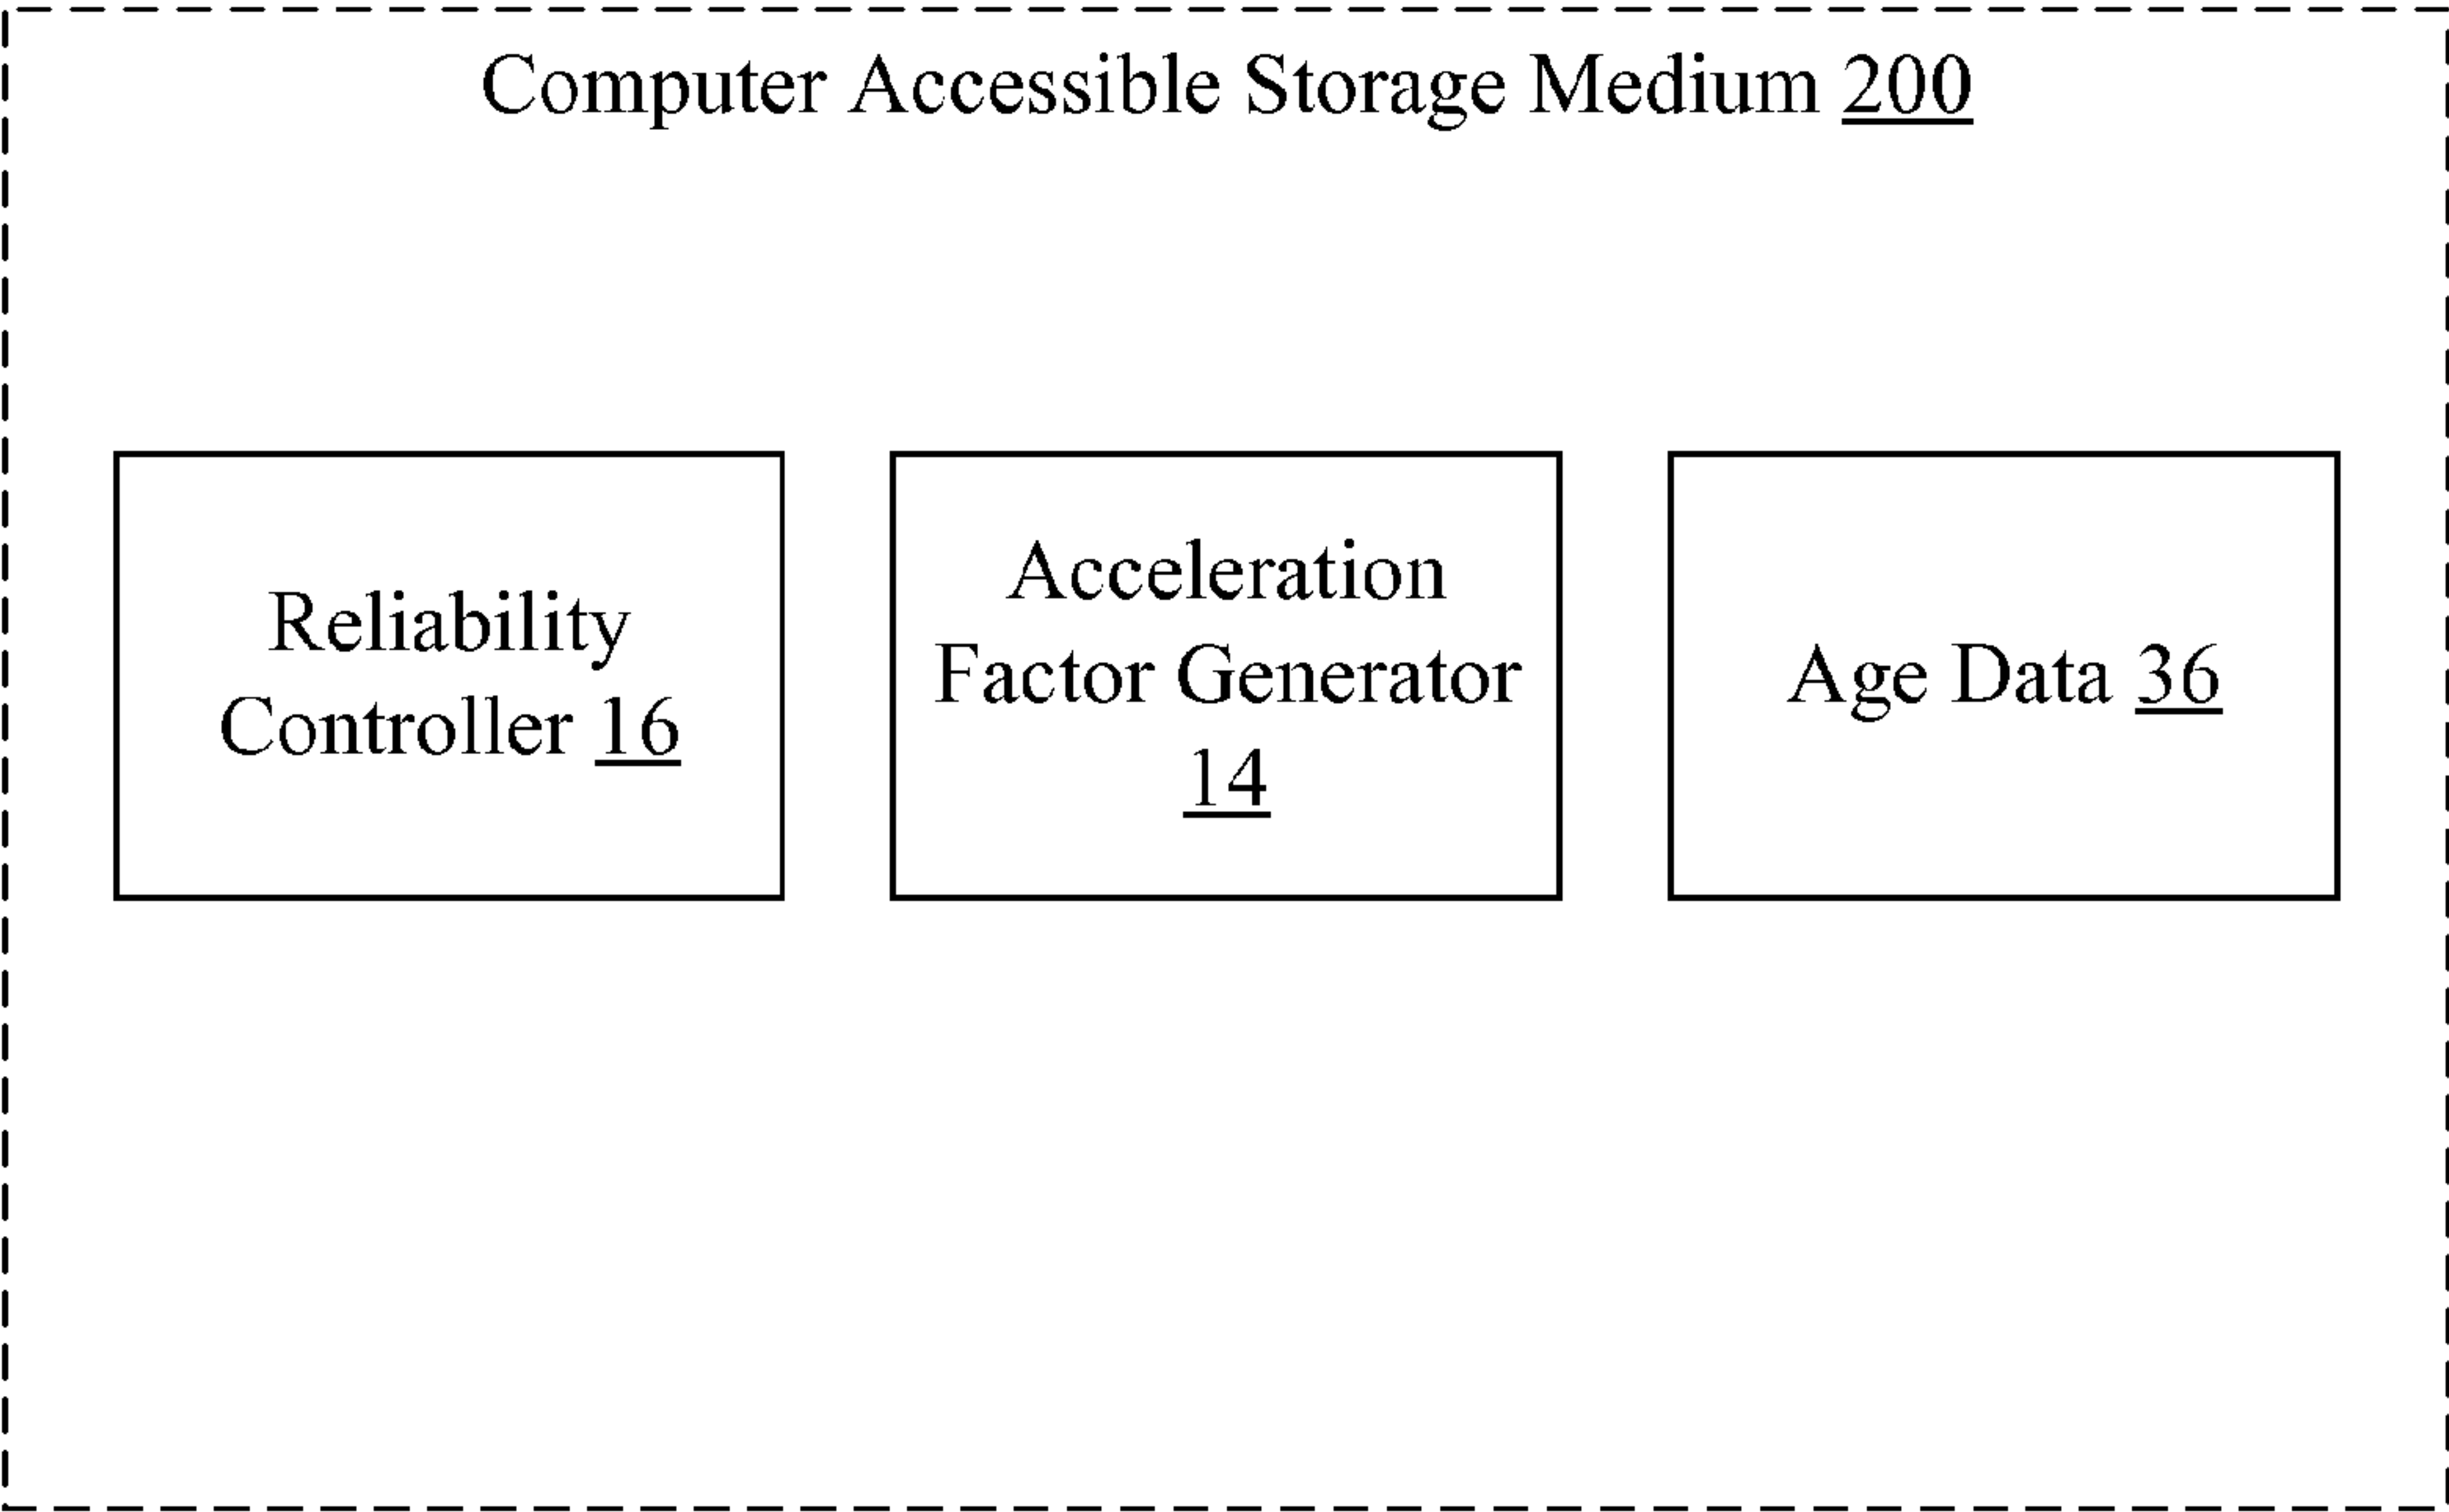 Computer Accessible Storage Medium 200
Reliability
Controller 16
Acceleration
Factor Generator
14
Age Data 36